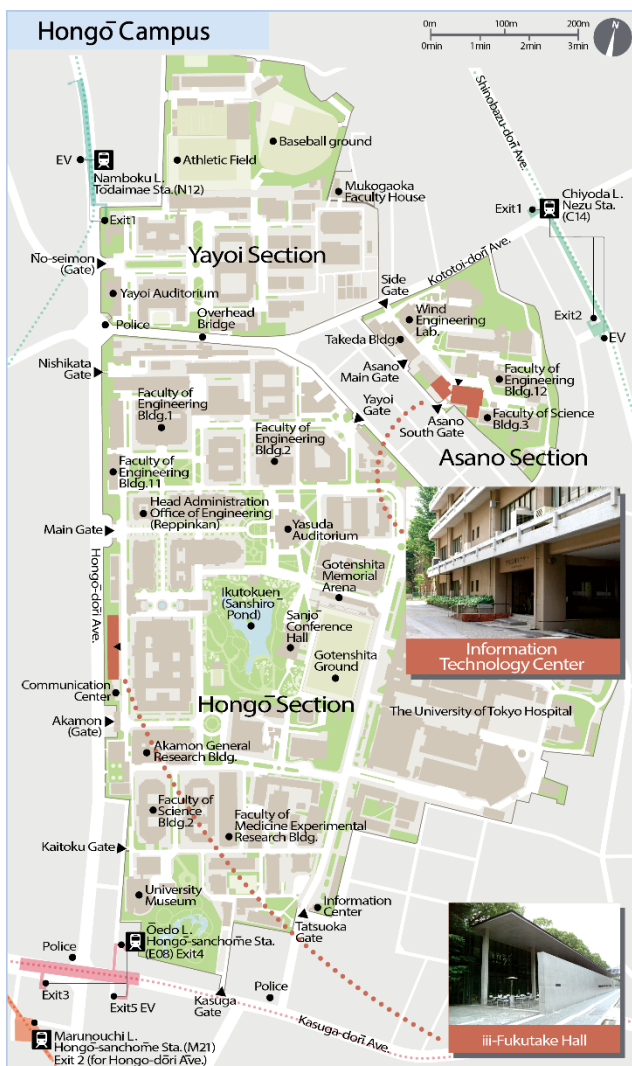 Hongō Campus
0m 100m 200m
0min 1min 2min 3min
N
Shinobazu-dori Ave.
Baseball ground
Athletic Field
EV
Namboku L.
Todaimae Sta.(N12)
Mukogaoka
Faculty House
Chiyoda L.
Nezu Sta.
(C14)
Exit1
Exit1
Yayoi Section
No-seimon
(Gate)
Kototoi-dori Ave.
Side
Gate
Yayoi Auditorium
Overhead
Bridge
Police
Wind
Engineering
Lab.
Exit2
EV
Takeda Bldg.
Nishikata
Gate
Asano
Main Gate
Faculty of
Engineering
Bldg.12
Yayoi
Gate
Faculty of
Engineering
Bldg.1
Faculty of
Engineering
Bldg.2
Asano
South Gate
Faculty of Science
Bldg.3
Asano Section
Faculty of
Engineering
Bldg.11
Head Administration
Office of Engineering
(Reppinkan)
Main Gate
Yasuda
Auditorium
Hongō-dori Ave.
Gotenshita
Memorial
Arena
Ikutokuen
(Sanshiro
Pond)
Sanjō
Conference
Hall
Gotenshita
Ground
Information
Technology Center
Communication
Center
Hongō Section
Akamon
(Gate)
The University of Tokyo Hospital
Akamon General
Research Bldg.
Faculty of
Science
Bldg.2
Faculty of
Medicine Experimental
Research Bldg.
Kaitoku Gate
University
Museum
Information
Center
Tatsuoka
Gate
Ōedo L.
Hongō-sanchome Sta.
(E08) Exit4
Police
Exit3
Exit5 EV
Kasuga
Gate
Police
Kasuga-dori Ave.
iii-Fukutake Hall
Marunouchi L.
Hongō-sanchome Sta.(M21)
Exit 2 (for Hongo-dōri Ave.)